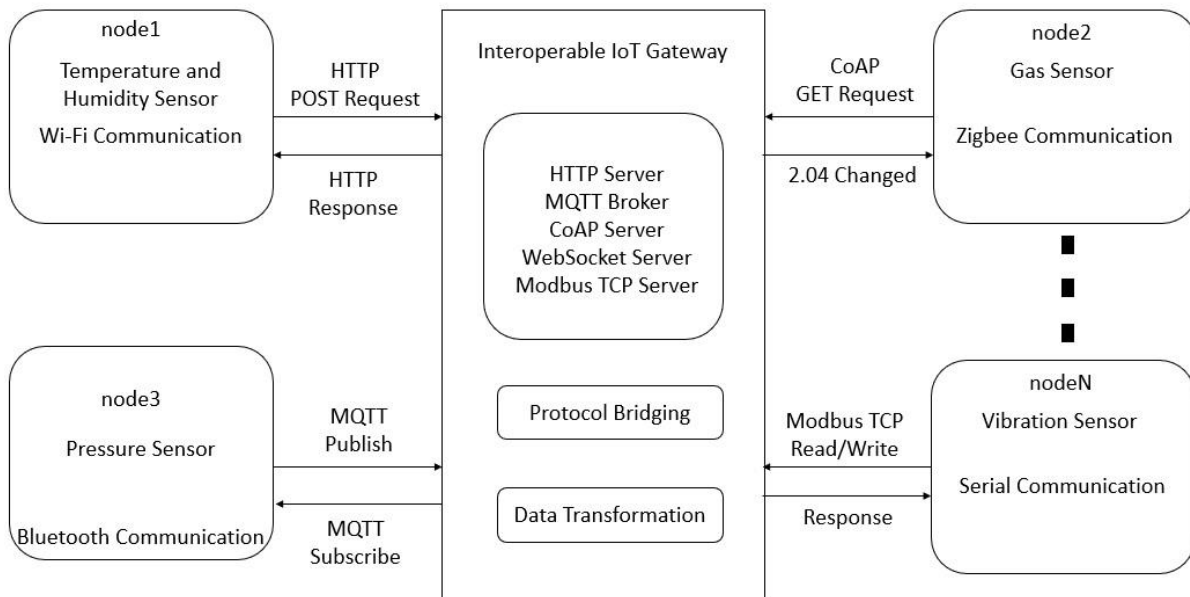 node1
Temperature and
Humidity Sensor
Wi-Fi Communication
HTTP
POST Request
HTTP
Response
Interoperable IoT Gateway
HTTP Server
MQTT Broker
CoAP Server
WebSocket Server
Modbus TCP Server
CoAP
GET Request
2.04 Changed
node2
Gas Sensor
Zigbee Communication
node3
Pressure Sensor
Bluetooth Communication
MQTT
Publish
MQTT
Subscribe
Protocol Bridging
Data Transformation
Modbus TCP
Read/Write
Response
nodeN
Vibration Sensor
Serial Communication